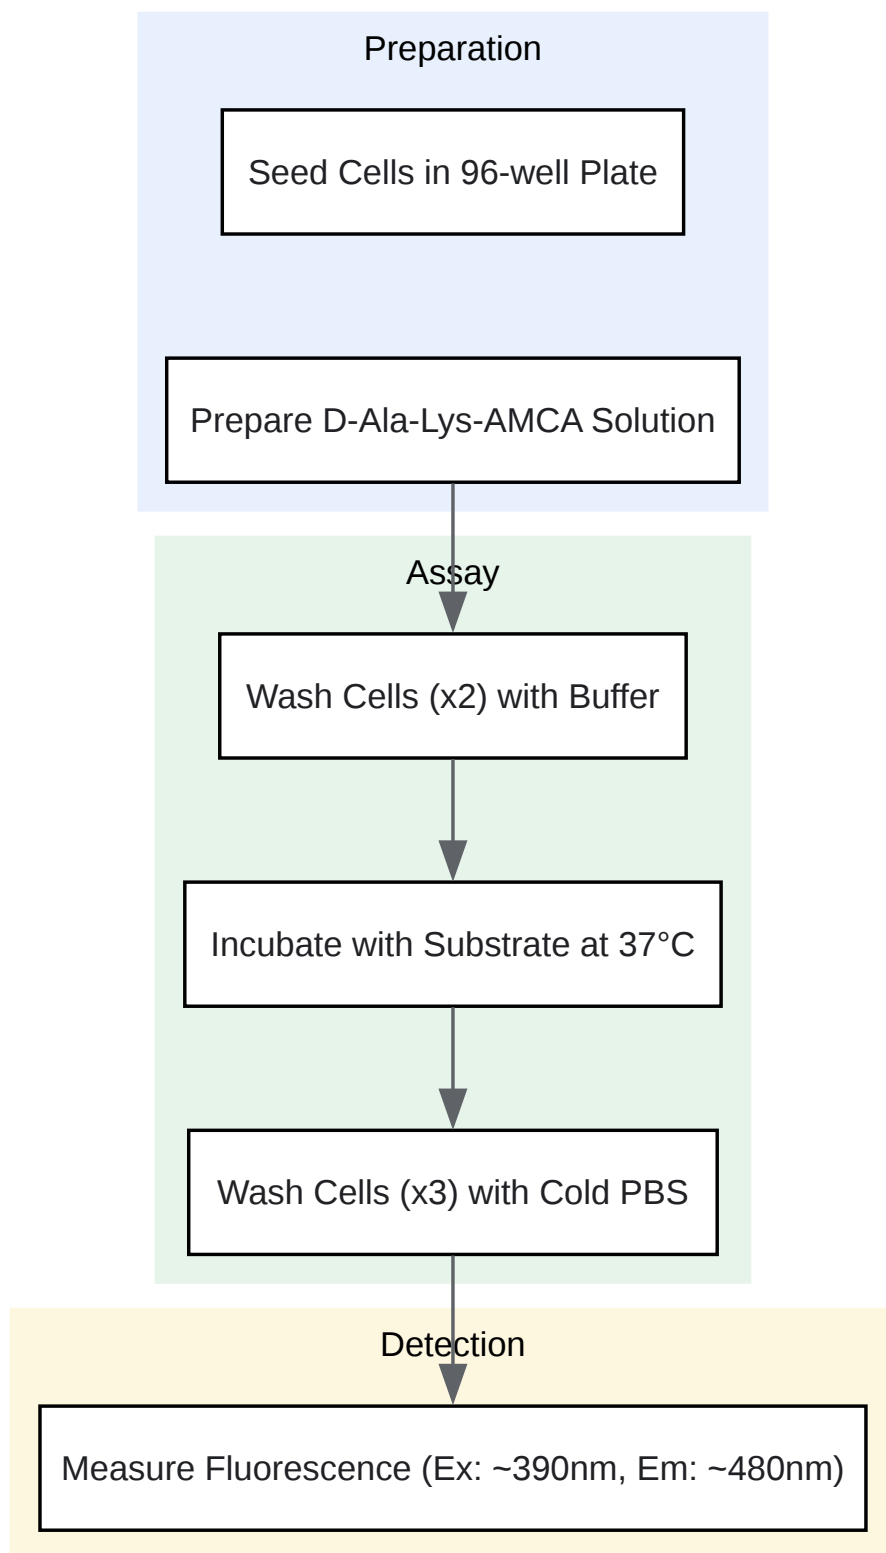 Preparation
Seed Cells in 96-well Plate
Prepare D-Ala-Lys-AMCA Solution
Assay
Wash Cells (x2) with Buffer
Incubate with Substrate at 37°C
Wash Cells (x3) with Cold PBS
Detection
Measure Fluorescence (Ex: ~390nm, Em: ~480nm)